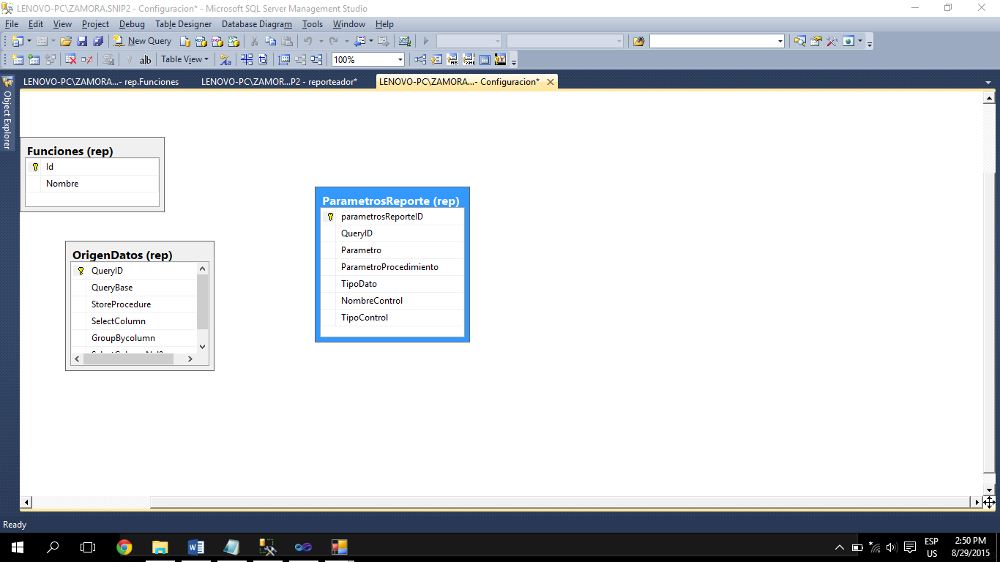 LENOVO-PC\ZAMORA.SNIP2 - Configuracion* - Microsoft SQL Server Management Studio
File Edit View Project Debug Table Designer Database Diagram Tools Window Help
New Query
Table View 100%
LENOVO-PC\ZAMORA...- rep.Funciones LENOVO-PC\ZAMOR...P2 - reporteador* LENOVO-PC\ZAMORA...- Configuracion*
Object Explorer
Funciones (rep)
Id
Nombre
OrigenDatos (rep)
QueryID
QueryBase
StoreProcedure
SelectColumn
GroupBycolumn
ParametrosReporte (rep)
parametrosReporteID
QueryID
Parametro
ParametroProcedimiento
TipoDato
NombreControl
TipoControl
Ready
ESP
US
2:50 PM
8/29/2015